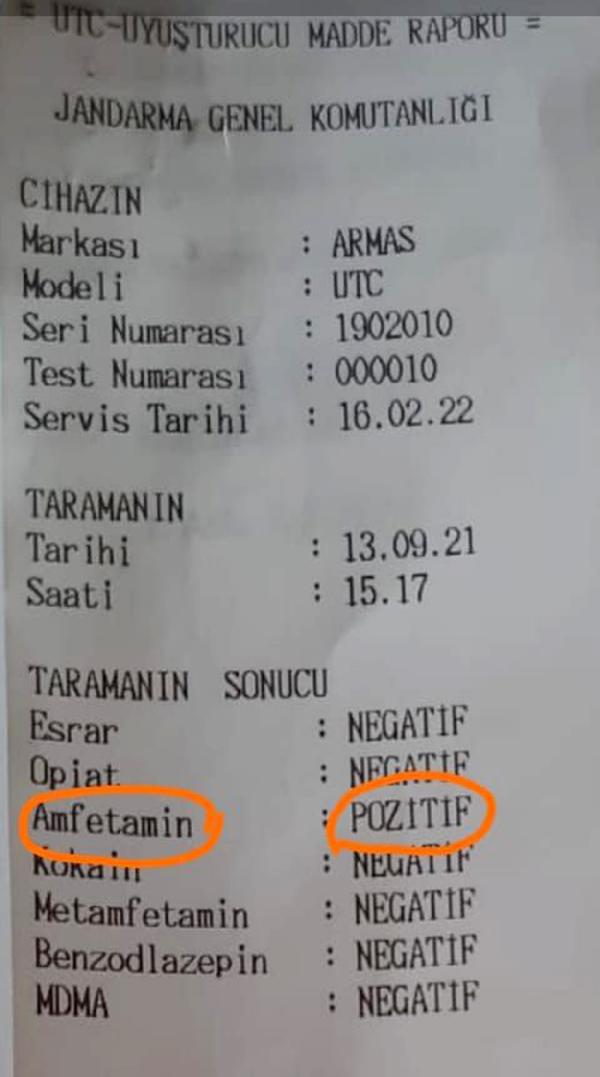 = UTC-UYUŞTURUCU MADDE RAPORU =
JANDARMA GENEL KOMUTANLIĞI
CİHAZIN
Markası : ARMAS
Modeli : UTC
Seri Numarası : 1902010
Test Numarası : 000010
Servis Tarihi : 16.02.22
TARAMANIN
Tarihi : 13.09.21
Saati : 15.17
TARAMANIN SONUCU
Esrar : NEGATİF
Opiat : NEGATİF
Amfetamin : POZİTİF
Kokain : NEGATİF
Metamfetamin : NEGATİF
Benzodlazepin : NEGATİF
MDMA : NEGATİF